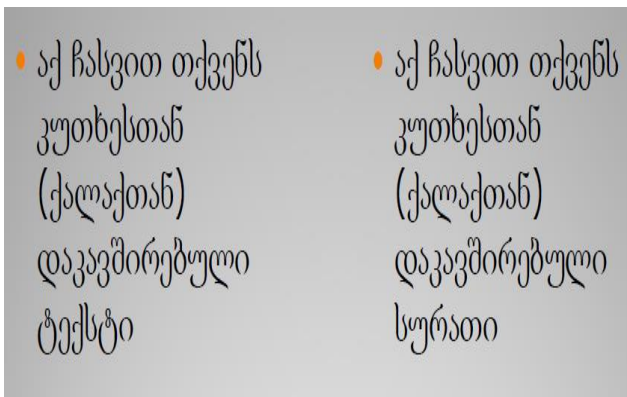 • აქ ჩასვით თქვენს
კუთხესთან
(ქალაქთან)
დაკავშირებული
ტექსტი
• აქ ჩასვით თქვენს
კუთხესთან
(ქალაქთან)
დაკავშირებული
სურათი